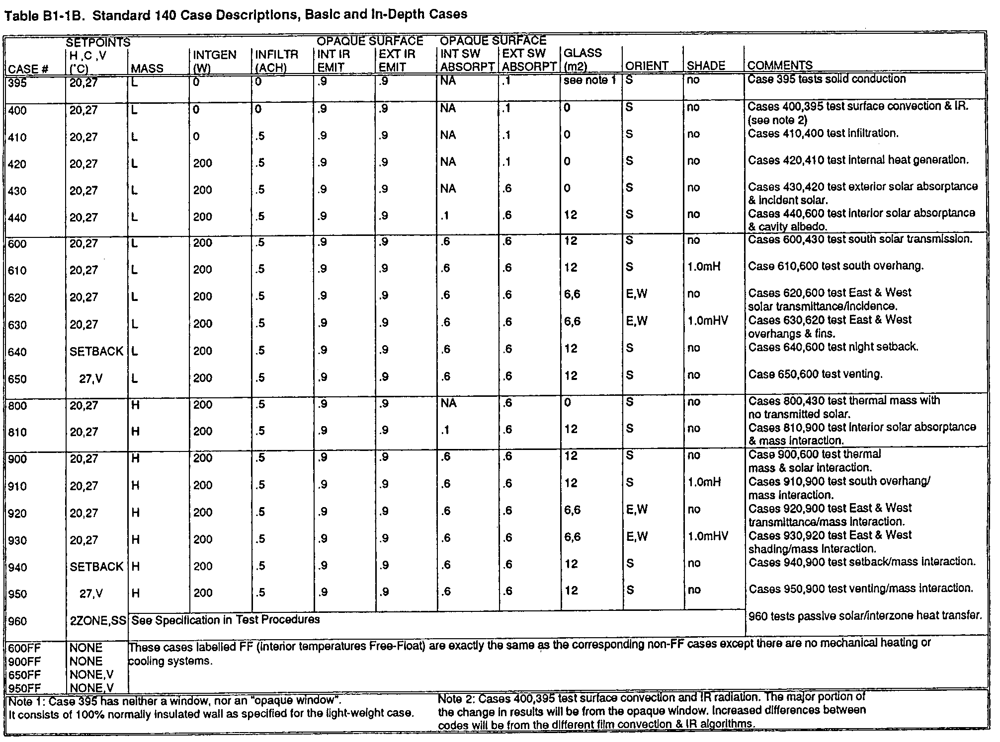 Table B1-1B. Standard 140 Case Descriptions, Basic and In-Depth Cases
SETPOINTS OPAQUE SURFACE OPAQUE SURFACE
H ,C ,V INTGEN INFILTR INT IR EXT IR INT SW EXT SW GLASS
CASE # (°C) MASS (W) (ACH) EMIT EMIT ABSORPT ABSORPT (m2) ORIENT SHADE COMMENTS
395 20,27 L 0 0 .9 .9 NA .1 see note 1 S no Case 395 tests solid conduction
400 20,27 L 0 0 .9 .9 NA .1 0 S no Cases 400,395 test surface convection & IR.
(see note 2)
410 20,27 L 0 .5 .9 .9 NA .1 0 S no Cases 410,400 test infiltration.
420 20,27 L 200 .5 .9 .9 NA .1 0 S no Cases 420,410 test internal heat generation.
430 20,27 L 200 .5 .9 .9 NA .6 0 S no Cases 430,420 test exterior solar absorptance
& incident solar.
440 20,27 L 200 .5 .9 .9 .1 .6 12 S no Cases 440,600 test interior solar absorptance
& cavity albedo.
600 20,27 L 200 .5 .9 .9 .6 .6 12 S no Cases 600,430 test south solar transmission.
610 20,27 L 200 .5 .9 .9 .6 .6 12 S 1.0mH Case 610,600 test south overhang.
620 20,27 L 200 .5 .9 .9 .6 .6 6,6 E,W no Cases 620,600 test East & West
solar transmittance/incidence.
630 20,27 L 200 .5 .9 .9 .6 .6 6,6 E,W 1.0mHV Cases 630,620 test East & West
overhangs & fins.
640 SETBACK L 200 .5 .9 .9 .6 .6 12 S no Cases 640,600 test night setback.
650 27,V L 200 .5 .9 .9 .6 .6 12 S no Case 650,600 test venting.
800 20,27 H 200 .5 .9 .9 NA .6 0 S no Cases 800,430 test thermal mass with
no transmitted solar.
810 20,27 H 200 .5 .9 .9 .1 .6 12 S no Cases 810,900 test interior solar absorptance
& mass interaction.
900 20,27 H 200 .5 .9 .9 .6 .6 12 S no Case 900,600 test thermal
mass & solar interaction.
910 20,27 H 200 .5 .9 .9 .6 .6 12 S 1.0mH Cases 910,900 test south overhang/
mass interaction.
920 20,27 H 200 .5 .9 .9 .6 .6 6,6 E,W no Cases 920,900 test East & West
transmittance/mass interaction.
930 20,27 H 200 .5 .9 .9 .6 .6 6,6 E,W 1.0mHV Cases 930,920 test East & West
shading/mass interaction.
940 SETBACK H 200 .5 .9 .9 .6 .6 12 S no Cases 940,900 test setback/mass interaction.
950 27,V H 200 .5 .9 .9 .6 .6 12 S no Cases 950,900 test venting/mass interaction.
960 2ZONE,SS See Specification in Test Procedures 960 tests passive solar/interzone heat transfer.
600FF NONE These cases labelled FF (interior temperatures Free-Float) are exactly the same as the corresponding non-FF cases except there are no mechanical heating or
900FF NONE cooling systems.
650FF NONE,V
950FF NONE,V
Note 1: Case 395 has neither a window, nor an "opaque window".
It consists of 100% normally insulated wall as specified for the light-weight case.
Note 2: Cases 400,395 test surface convection and IR radiation. The major portion of
the change in results will be from the opaque window. Increased differences between
codes will be from the different film convection & IR algorithms.